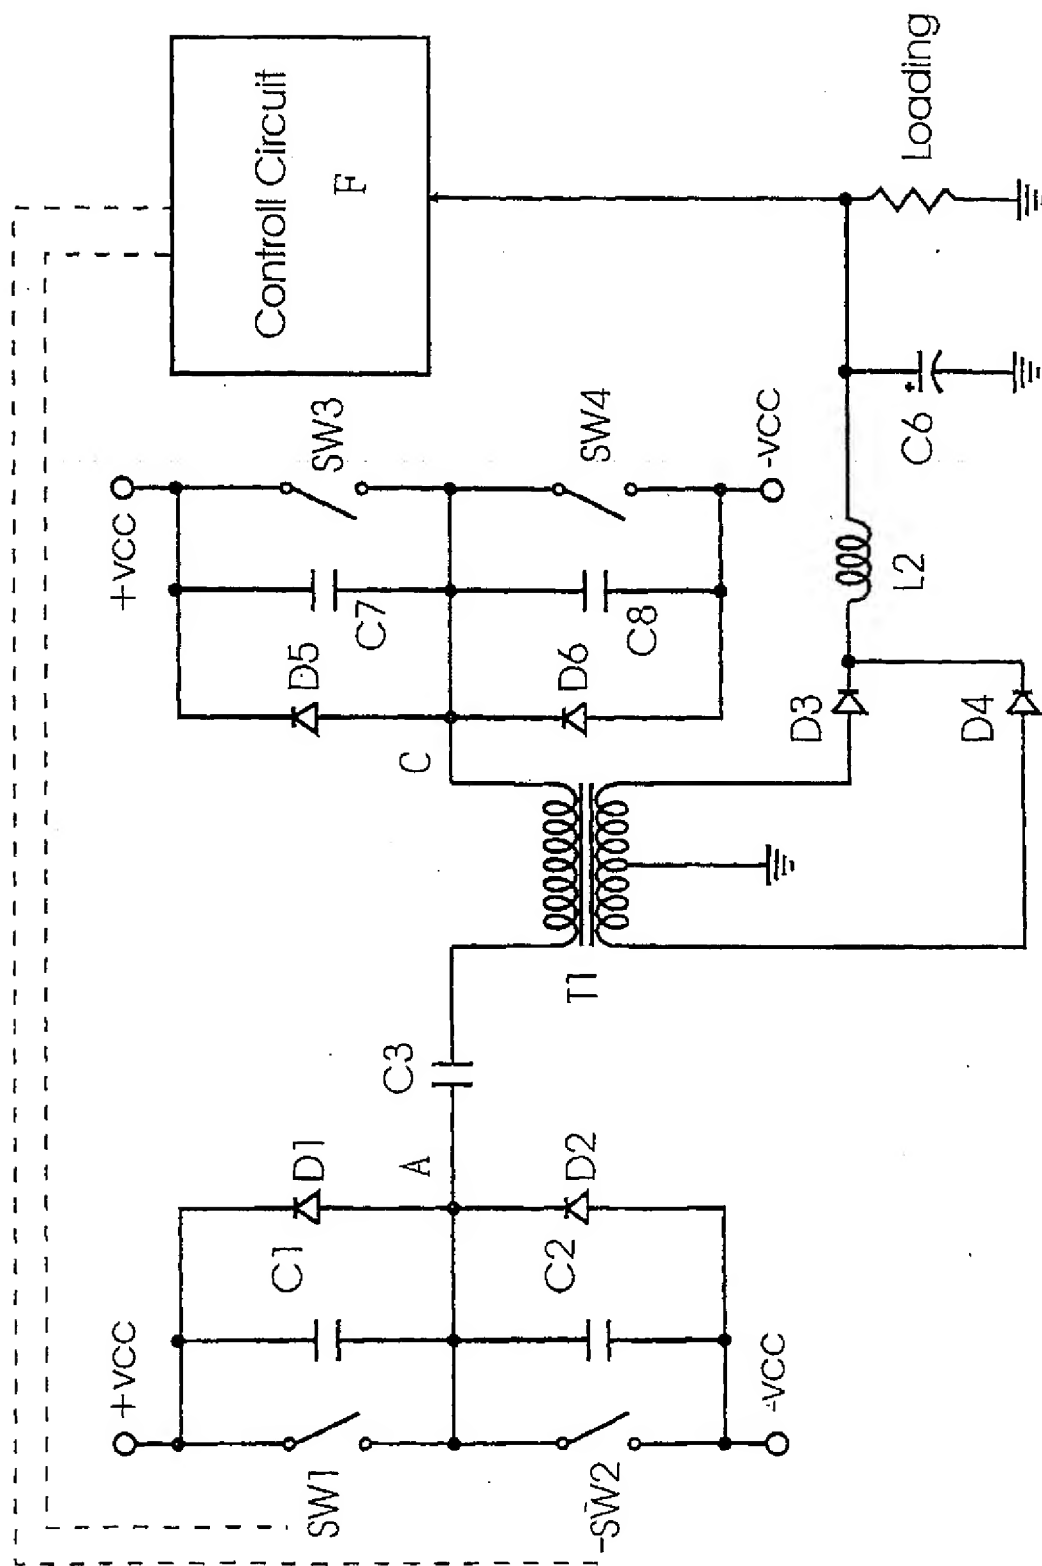 Controll Circuit
F
Loading
+VCC
SW3
SW4
-VCC
C7
C8
D5
D6
C6
L2
D3
D4
C
T1
C3
A
D1
D2
C1
C2
+VCC
SW1
SW2
-VCC